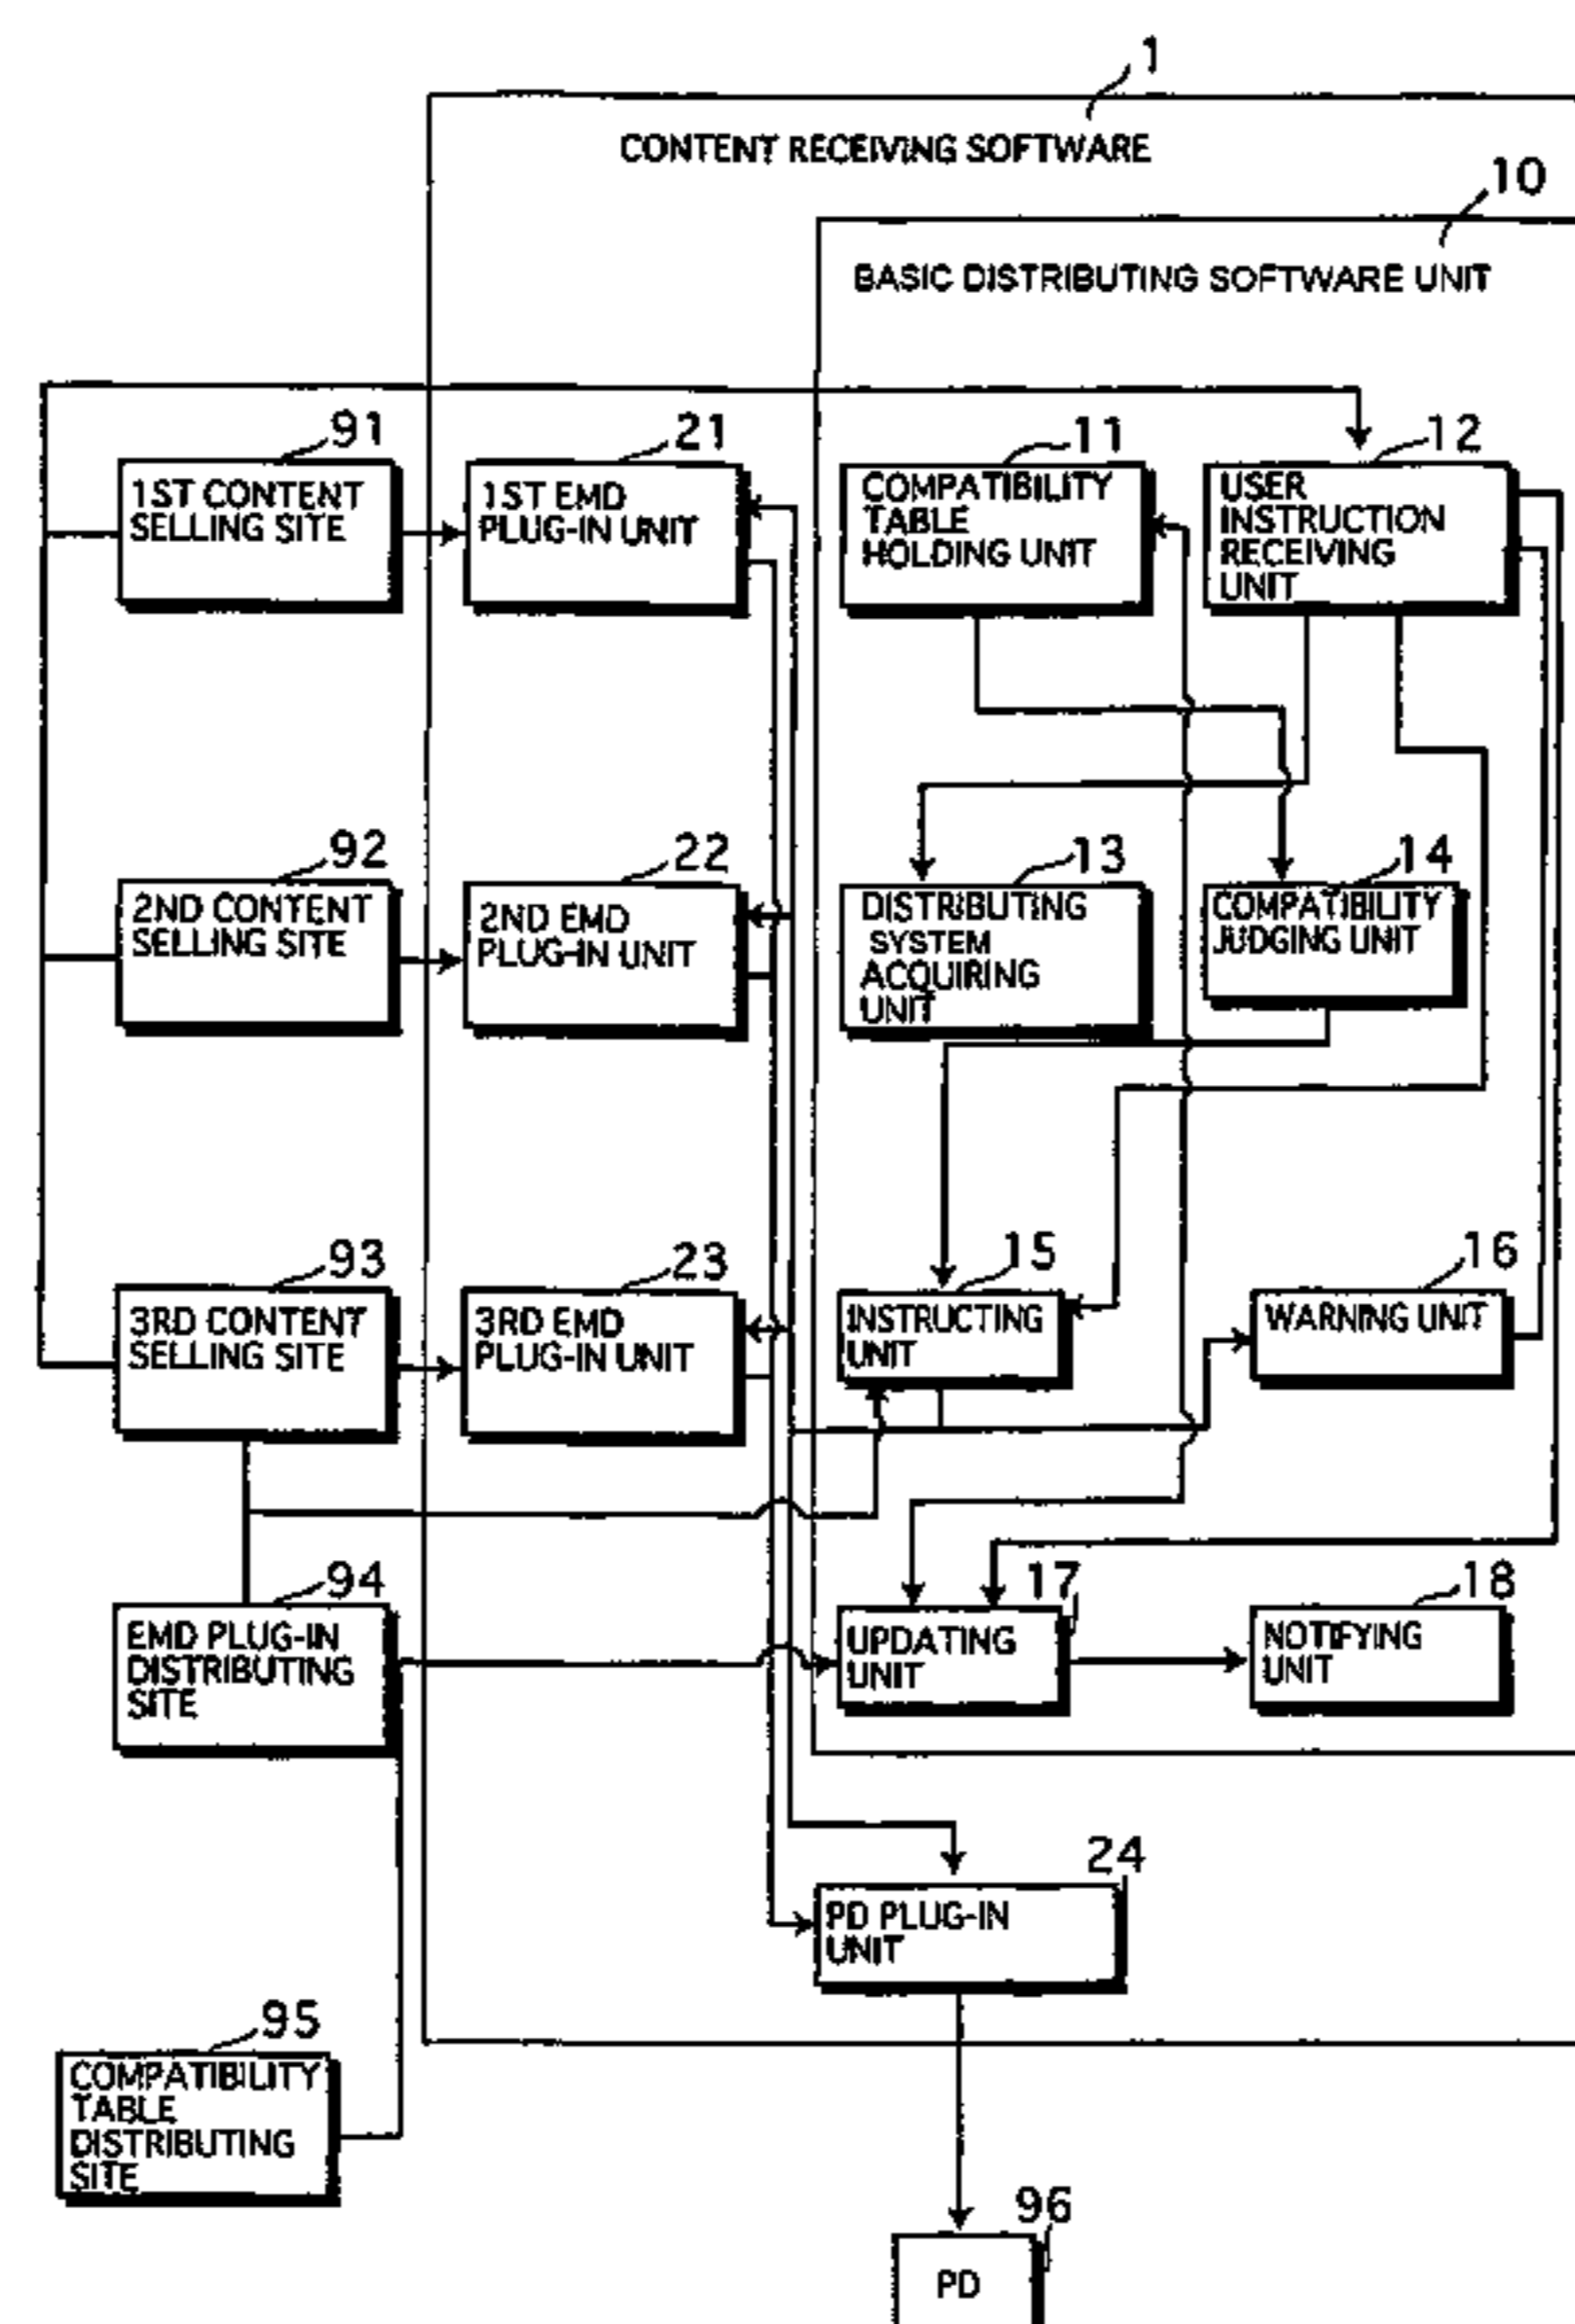 1
CONTENT RECEIVING SOFTWARE
10
BASIC DISTRIBUTING SOFTWARE UNIT
91
1ST CONTENT
SELLING SITE
21
1ST EMD
PLUG-IN UNIT
11
COMPATIBILITY
TABLE
HOLDING UNIT
12
USER
INSTRUCTION
RECEIVING
UNIT
92
2ND CONTENT
SELLING SITE
22
2ND EMD
PLUG-IN UNIT
13
DISTRIBUTING
SYSTEM
ACQUIRING
UNIT
14
COMPATIBILITY
JUDGING UNIT
93
3RD CONTENT
SELLING SITE
23
3RD EMD
PLUG-IN UNIT
15
INSTRUCTING
UNIT
16
WARNING UNIT
94
EMD PLUG-IN
DISTRIBUTING
SITE
17
UPDATING
UNIT
18
NOTIFYING
UNIT
24
PD PLUG-IN
UNIT
95
COMPATIBILITY
TABLE
DISTRIBUTING
SITE
96
PD